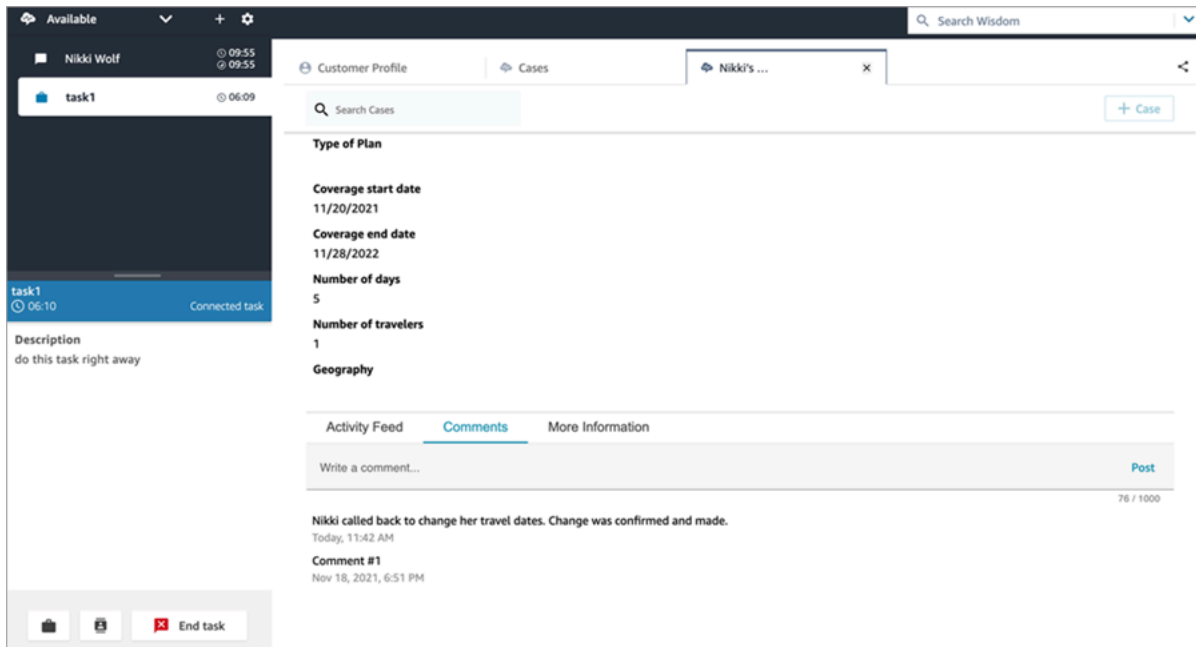 Available
Search Wisdom
Nikki Wolf
09:55
09:55
task1
06:09
Customer Profile
Cases
Nikki's ...
Search Cases
+ Case
Type of Plan
Coverage start date
11/20/2021
Coverage end date
11/28/2022
Number of days
5
Number of travelers
1
Geography
task1
06:10
Connected task
Description
do this task right away
Activity Feed
Comments
More Information
Write a comment...
Post
76 / 1000
Nikki called back to change her travel dates. Change was confirmed and made.
Today, 11:42 AM
Comment #1
Nov 18, 2021, 6:51 PM
End task